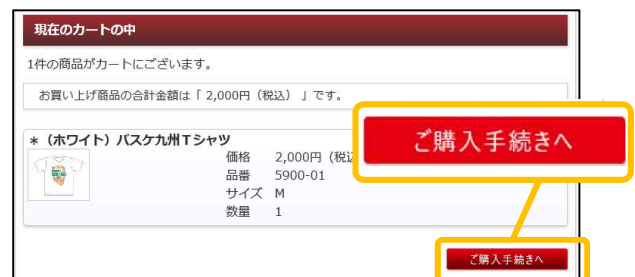 現在のカートの中
1件の商品がカートにございます。
お買い上げ商品の合計金額は「 2,000円（税込） 」です。
＊（ホワイト）バスケ九州Tシャツ
価格 2,000円（税込
品番 5900-01
サイズ M
数量 1
ご購入手続きへ
ご購入手続きへ